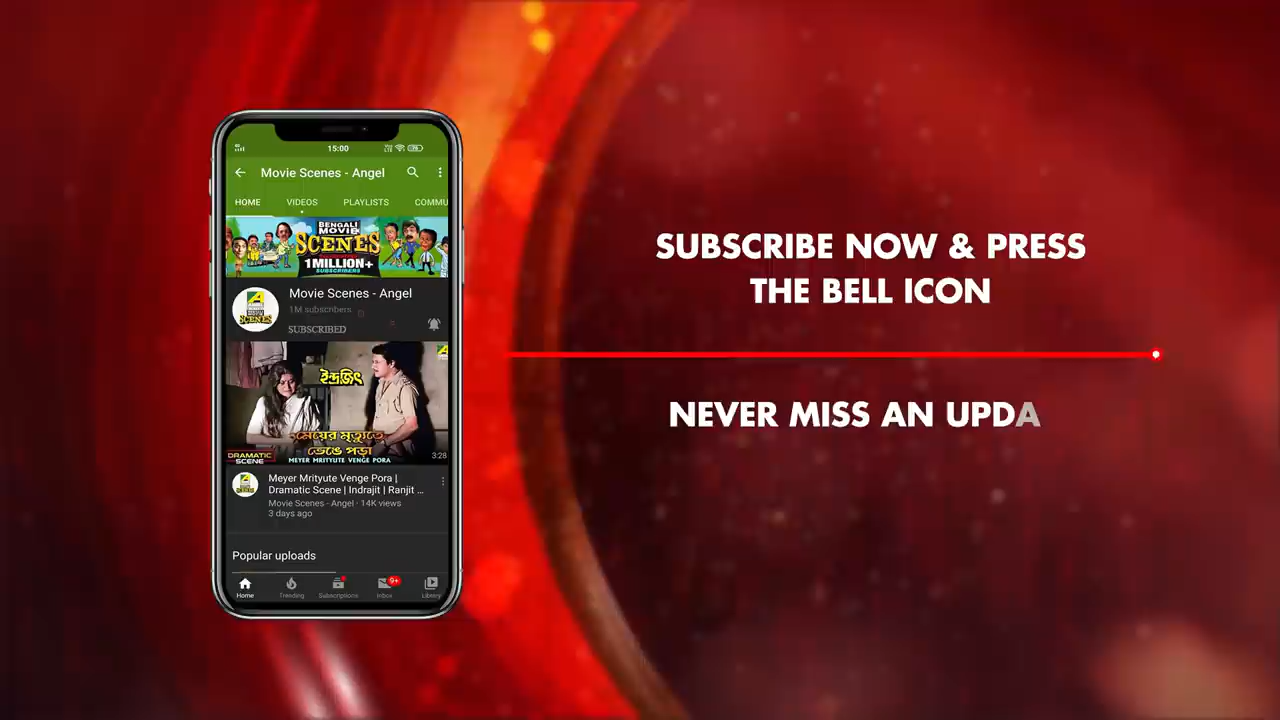 15:00
Movie Scenes - Angel
HOME VIDEOS PLAYLISTS COMMU
BENGALI
MOVIE
SCENES
1 MILLION+
SUBSCRIBERS
Movie Scenes - Angel
1M subscribers
SUBSCRIBED
ইন্দ্রজিৎ
মেয়ের মৃত্যুতে
ভেঙে পড়া
MEYER MRITYUTE VENGE PORA
DRAMATIC
SCENE
3:28
Meyer Mrityute Venge Pora |
Dramatic Scene | Indrajit | Ranjit ...
Movie Scenes - Angel · 14K views
3 days ago
Popular uploads
9+
Home Trending Subscriptions Inbox Library
SUBSCRIBE NOW & PRESS
THE BELL ICON
NEVER MISS AN UPDA